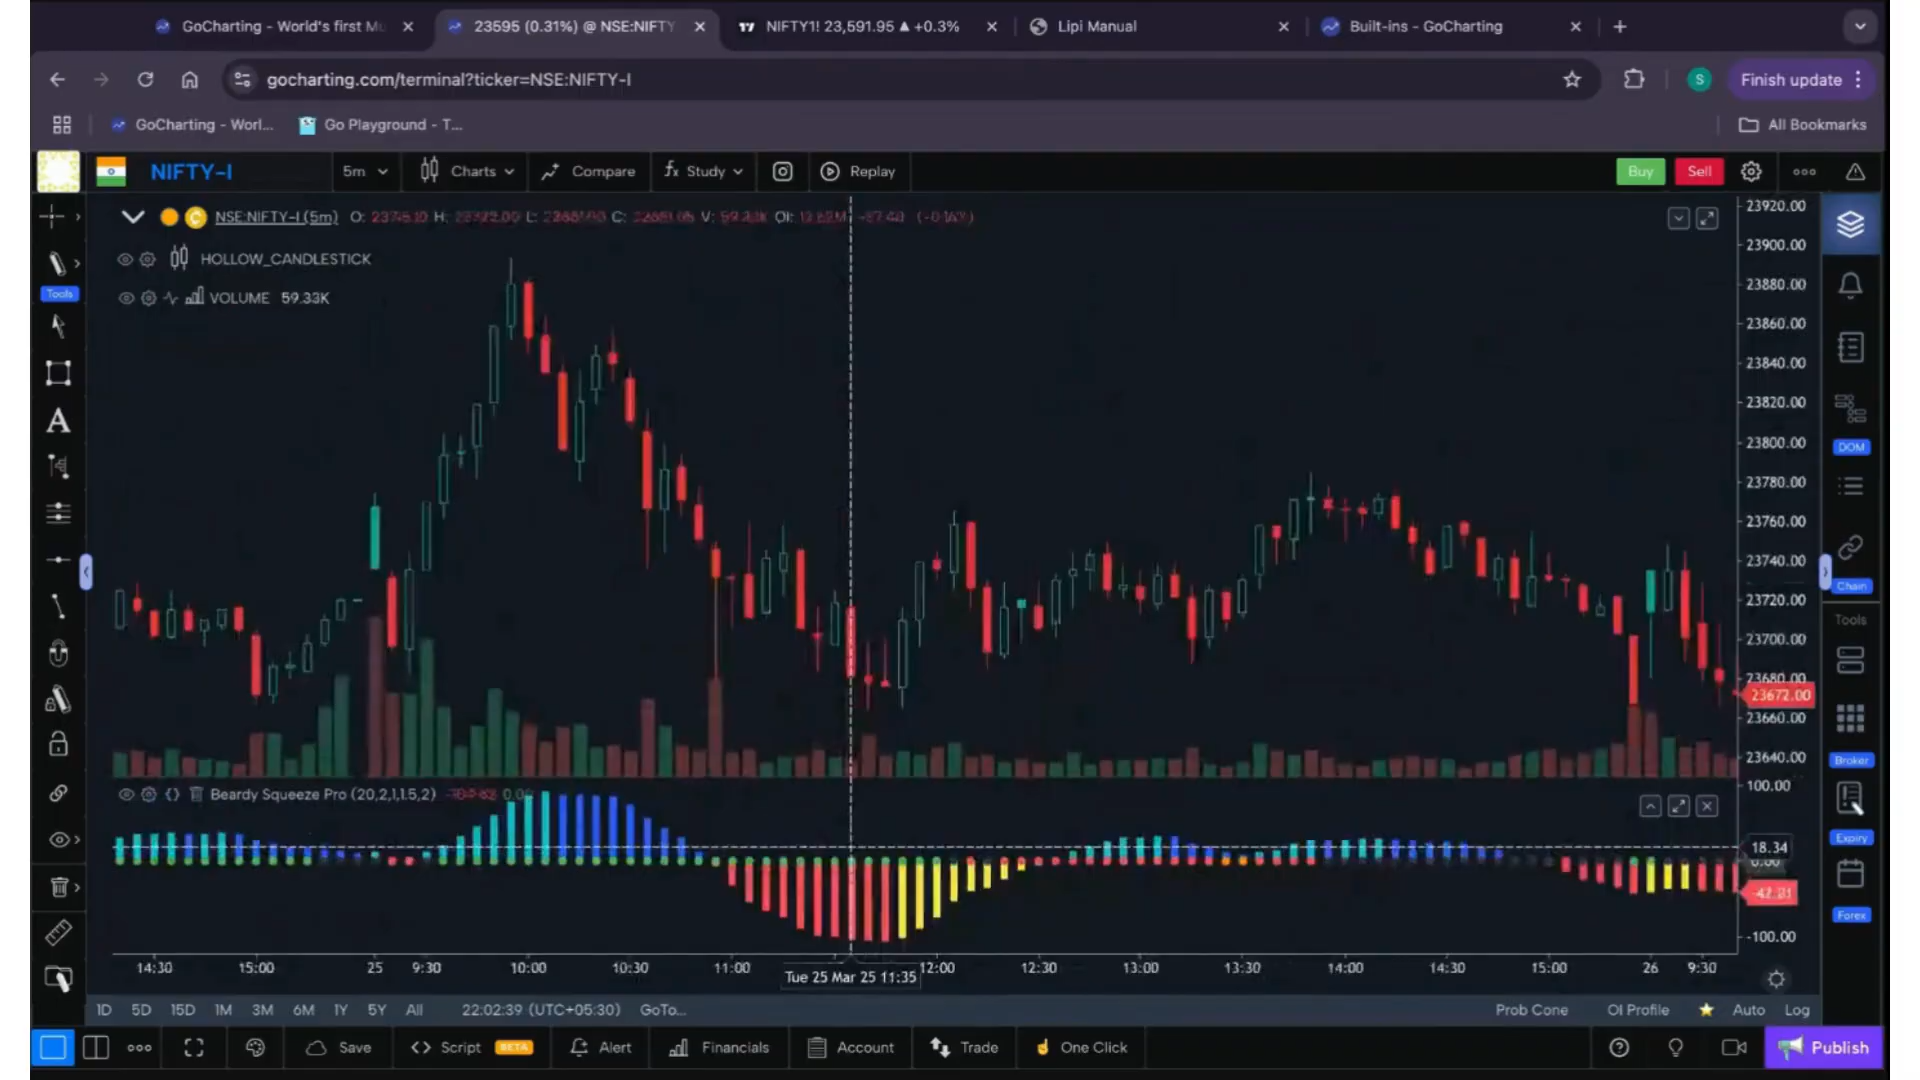 GoCharting - World's first Mu
23595 (0.31%) @ NSE:NIFTY
NIFTY1! 23,591.95 ▲ +0.3%
Lipi Manual
Built-ins - GoCharting
gocharting.com/terminal?ticker=NSE:NIFTY-I
S
Finish update
GoCharting - Worl...
Go Playground - T...
All Bookmarks
NIFTY-I
5m
Charts
Compare
fx Study
Replay
Buy
Sell
NSE:NIFTY-I (5m) O: H: L: C: V: OI:
HOLLOW_CANDLESTICK
VOLUME 59.33K
Tools
23920.00
23900.00
23880.00
23860.00
23840.00
23820.00
23800.00
23780.00
23760.00
23740.00
23720.00
23700.00
23680.00
23672.00
23660.00
23640.00
DOM
Chain
Tools
Broker
Expiry
Forex
Beardy Squeeze Pro (20,2,1,1.5,2)
100.00
18.34
0.00
-100.00
14:30
15:00
25
9:30
10:00
10:30
11:00
Tue 25 Mar 25 11:35
12:00
12:30
13:00
13:30
14:00
14:30
15:00
26
9:30
1D
5D
15D
1M
3M
6M
1Y
5Y
All
22:02:39 (UTC+05:30)
GoTo...
Prob Cone
OI Profile
Auto
Log
Save
Script BETA
Alert
Financials
Account
Trade
One Click
Publish